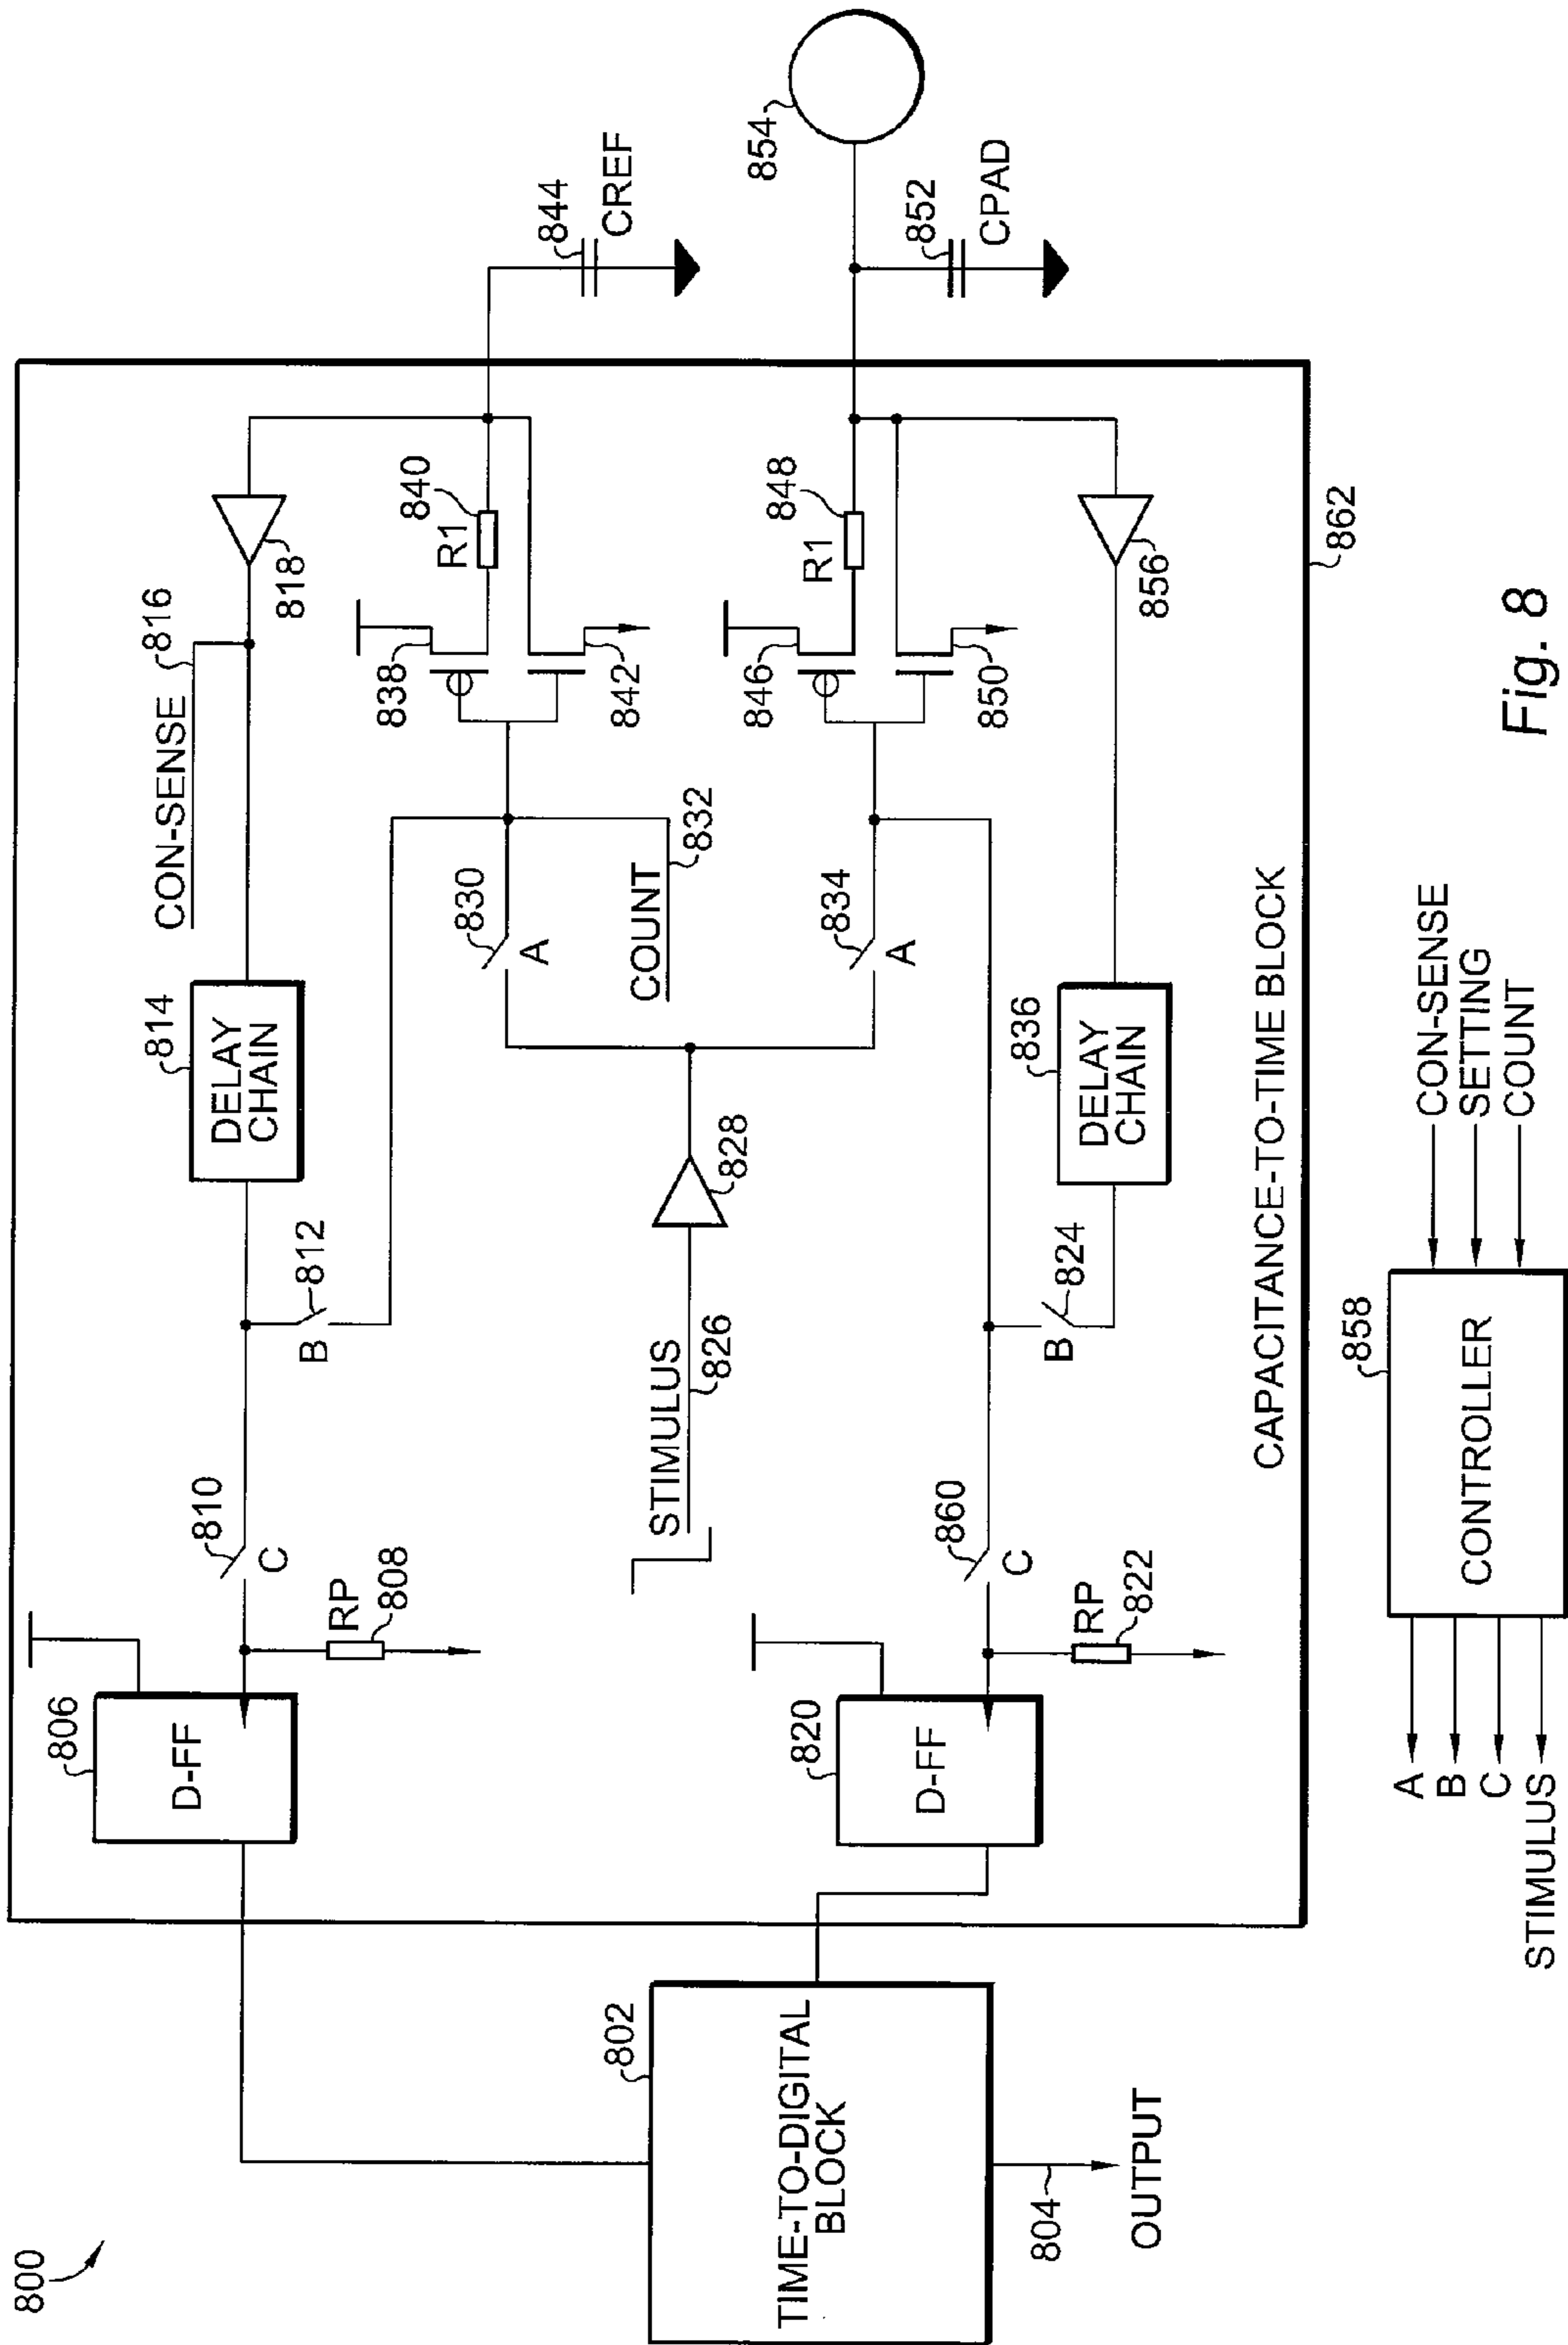 800
802
TIME-TO-DIGITAL
BLOCK
804
OUTPUT
806
D-FF
RP
808
810
C
B
812
814
DELAY
CHAIN
CON-SENSE
816
818
820
D-FF
RP
822
860
C
B
824
STIMULUS
826
828
830
A
COUNT
832
834
A
836
DELAY
CHAIN
838
R1
840
842
844
CREF
846
R1
848
850
852
CPAD
854
856
CAPACITANCE-TO-TIME BLOCK
862
858
CONTROLLER
A
B
C
STIMULUS
CON-SENSE
SETTING
COUNT
Fig. 8